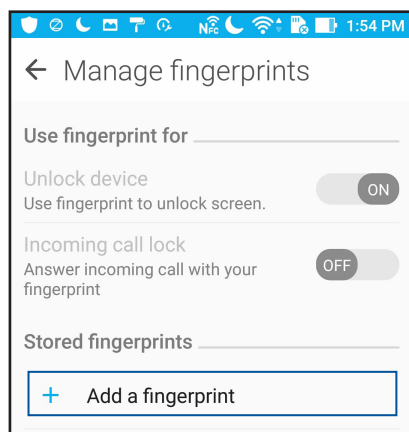 NFC 1:54 PM
Manage fingerprints
Use fingerprint for
Unlock device
ON
Use fingerprint to unlock screen.
Incoming call lock
OFF
Answer incoming call with your
fingerprint
Stored fingerprints
+ Add a fingerprint